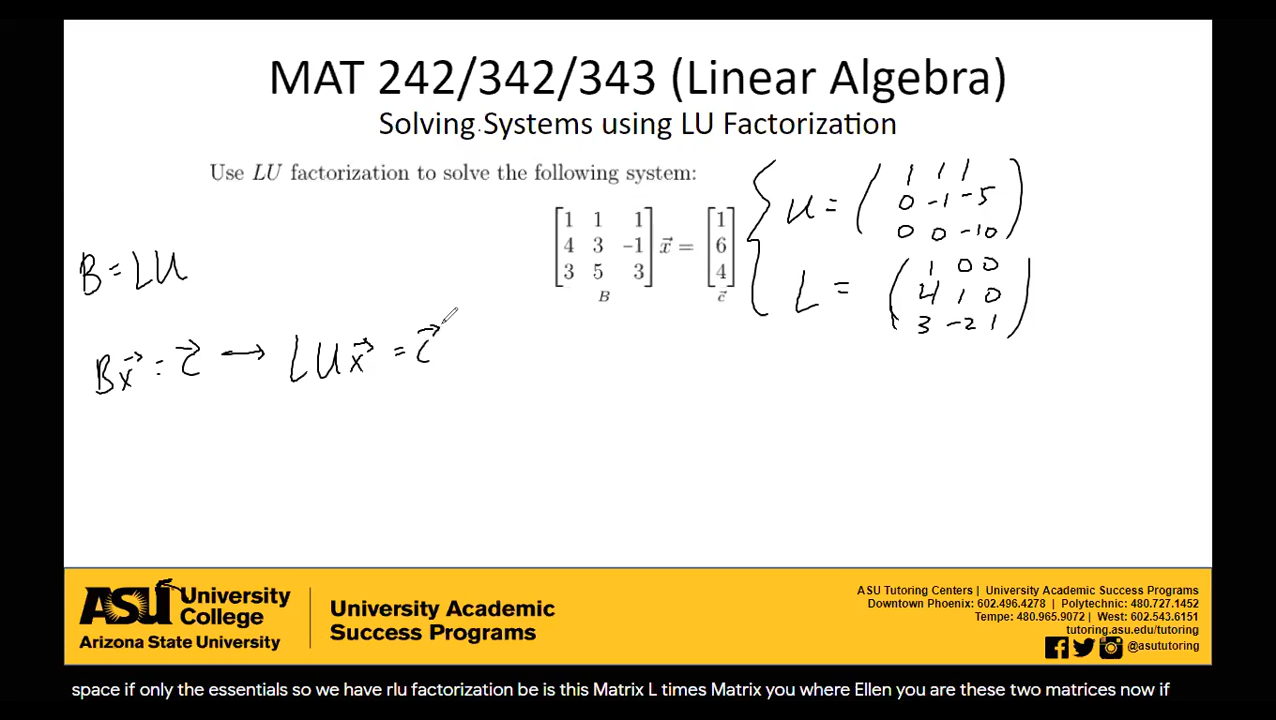 MAT 242/342/343 (Linear Algebra)
Solving Systems using LU Factorization
Use LU factorization to solve the following system:
[1 1 1
4 3 -1
3 5 3]
B
x⃗ =
[1
6
4]
c⃗
U = ( 1 1 1
0 -1 -5
0 0 -10 )
L = ( 1 0 0
4 1 0
3 -2 1 )
B = LU
Bx⃗ = c⃗ → LUx⃗ = c⃗
ASU University College
Arizona State University
University Academic
Success Programs
ASU Tutoring Centers | University Academic Success Programs
Downtown Phoenix: 602.496.4278 | Polytechnic: 480.727.1452
Tempe: 480.965.9072 | West: 602.543.6151
tutoring.asu.edu/tutoring
@asututoring
space if only the essentials so we have rlu factorization be is this Matrix L times Matrix you where Ellen you are these two matrices now if